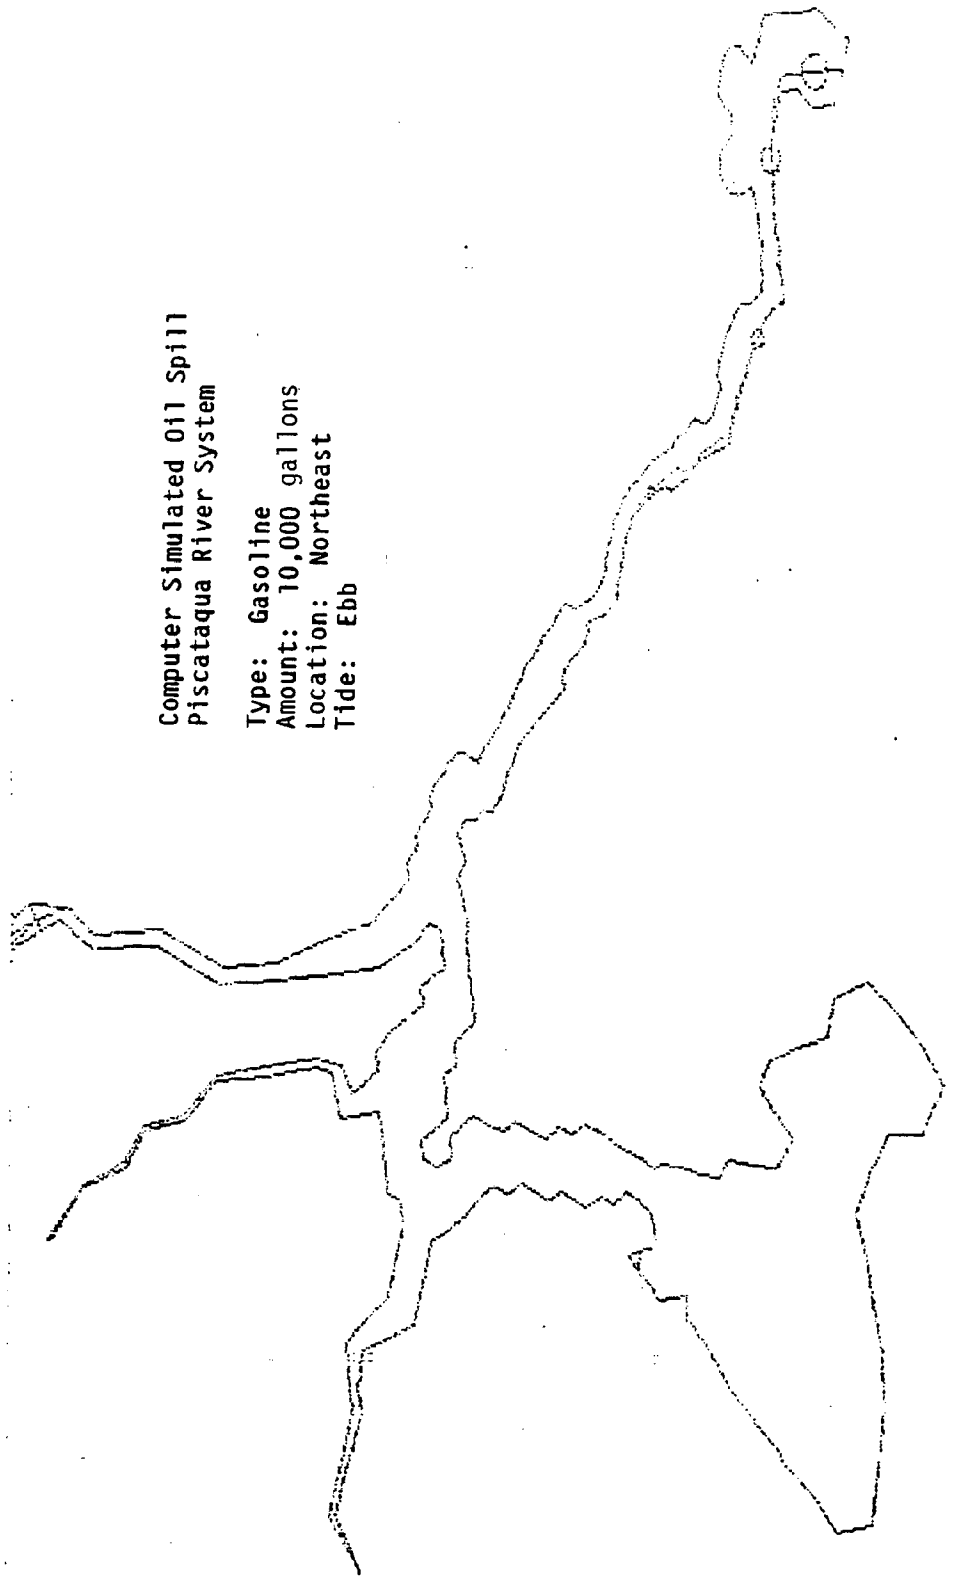 Computer Simulated Oil Spill
Piscataqua River System
Type: Gasoline
Amount: 10,000 gallons
Location: Northeast
Tide: Ebb